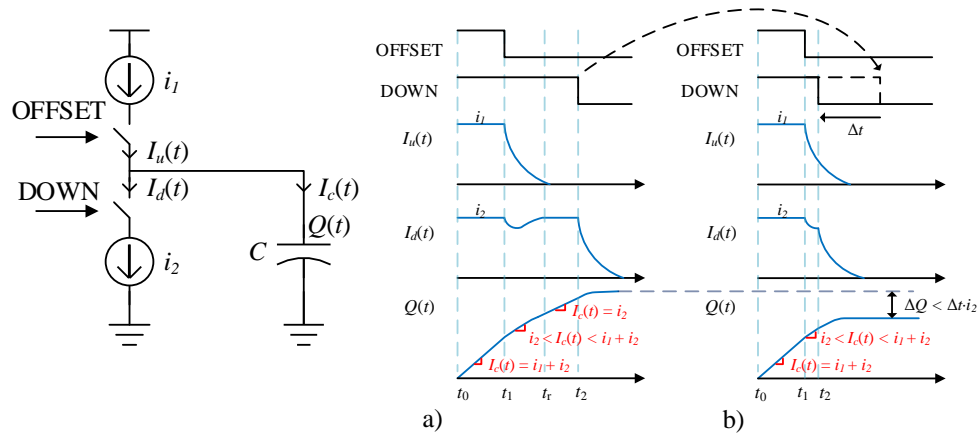 i1
OFFSET
Iu(t)
Id(t)
DOWN
Ic(t)
Q(t)
C
i2
OFFSET
DOWN
i1
Iu(t)
i2
Id(t)
Q(t)
Ic(t) = i2
i2 < Ic(t) < i1 + i2
Ic(t) = i1 + i2
t0 t1 tr t2
a)
OFFSET
DOWN
Δt
i1
Iu(t)
i2
Id(t)
Q(t)
ΔQ < Δt·i2
i2 < Ic(t) < i1 + i2
Ic(t) = i1 + i2
t0 t1 t2
b)